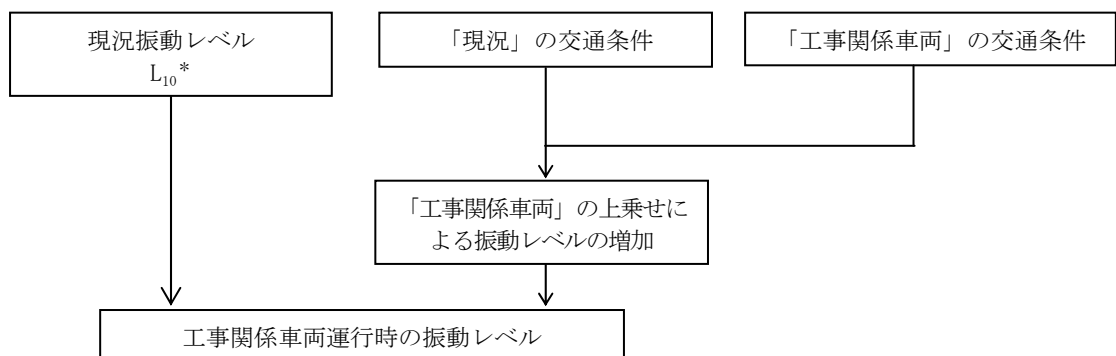 現況振動レベル
L₁₀*
「現況」の交通条件
「工事関係車両」の交通条件
「工事関係車両」の上乗せに
よる振動レベルの増加
工事関係車両運行時の振動レベル